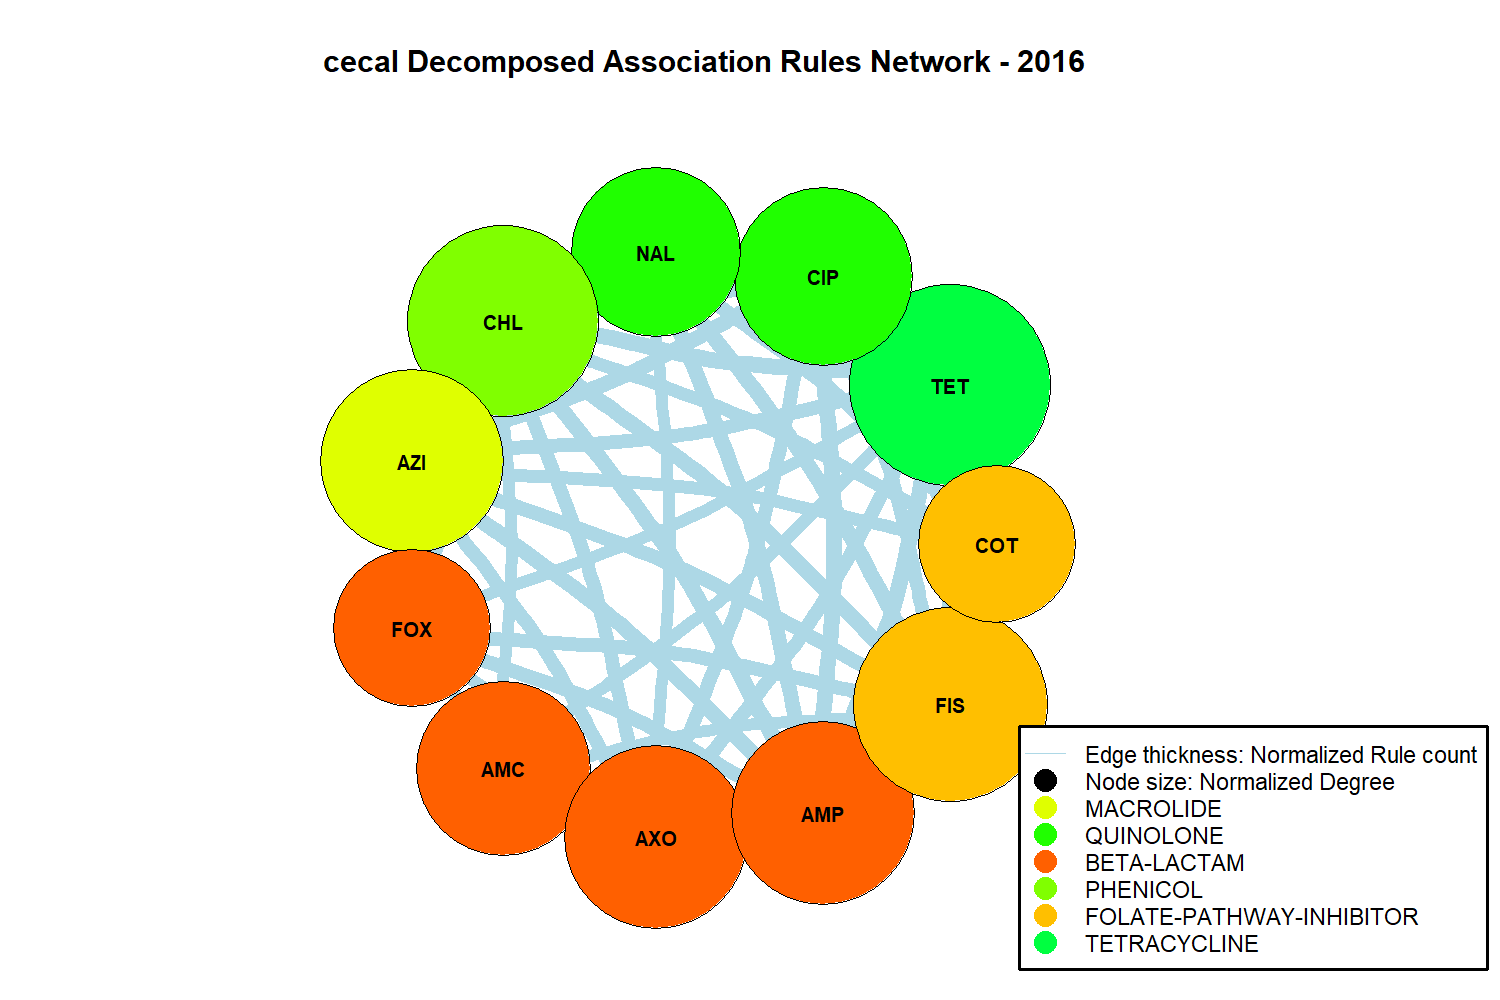 cecal Decomposed Association Rules Network - 2016
NAL
CIP
CHL
TET
AZI
COT
FOX
FIS
AMC
AMP
AXO
Edge thickness: Normalized Rule count
Node size: Normalized Degree
MACROLIDE
QUINOLONE
BETA-LACTAM
PHENICOL
FOLATE-PATHWAY-INHIBITOR
TETRACYCLINE